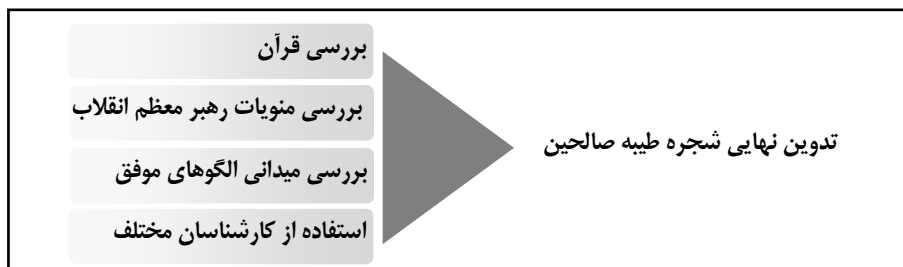 بررسی قرآن
بررسی منویات رهبر معظم انقلاب
بررسی میدانی الگوهای موفق
استفاده از کارشناسان مختلف
تدوین نهایی شجره طیبه صالحین